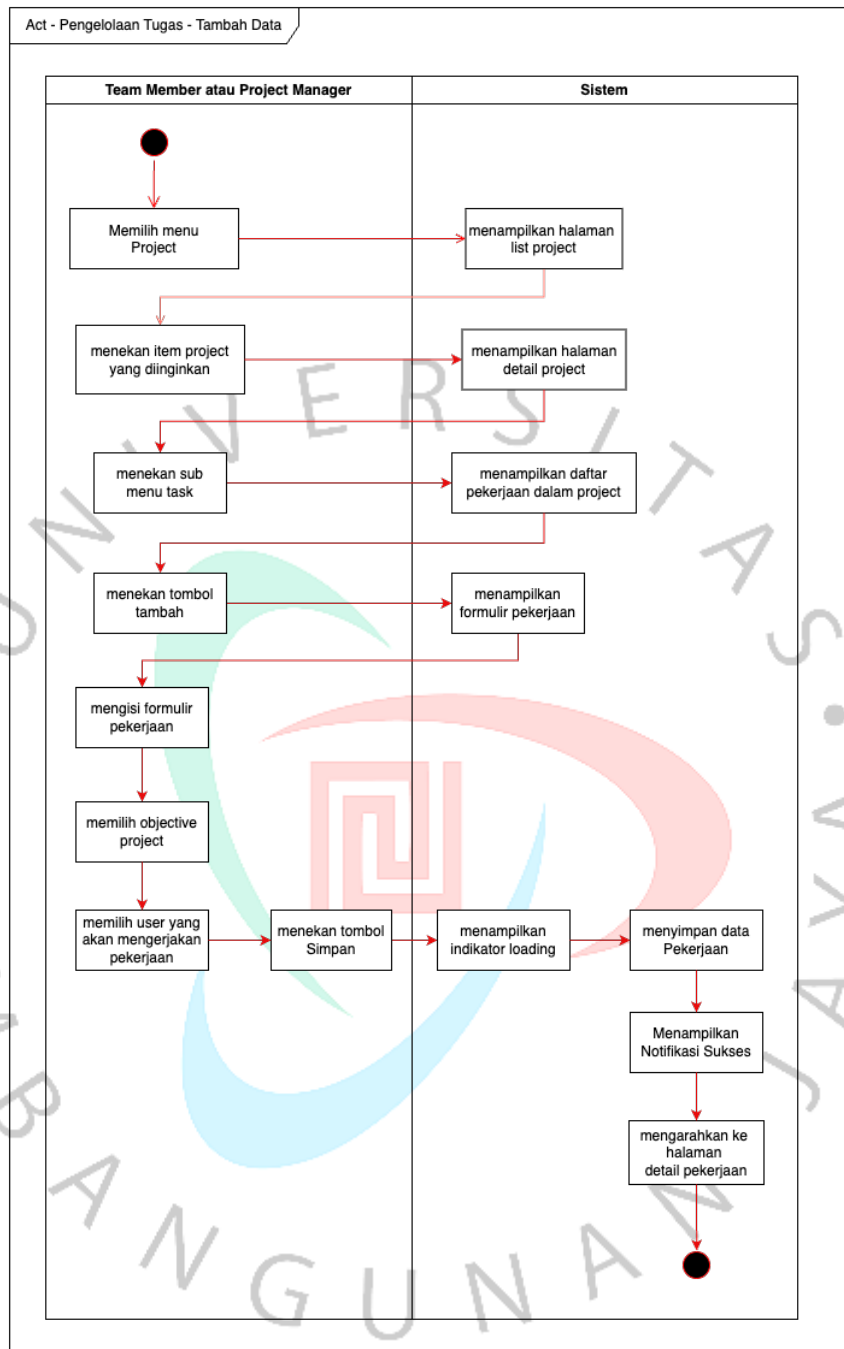 Act - Pengelolaan Tugas - Tambah Data
Team Member atau Project Manager
Sistem
Memilih menu
Project
menampilkan halaman
list project
menekan item project
yang diinginkan
menampilkan halaman
detail project
menekan sub
menu task
menampilkan daftar
pekerjaan dalam project
menekan tombol
tambah
menampilkan
formulir pekerjaan
mengisi formulir
pekerjaan
memilih objective
project
memilih user yang
akan mengerjakan
pekerjaan
menekan tombol
Simpan
menampilkan
indikator loading
menyimpan data
Pekerjaan
Menampilkan
Notifikasi Sukses
mengarahkan ke
halaman
detail pekerjaan
UNIVERSITAS
MBANGUNAN JAYA